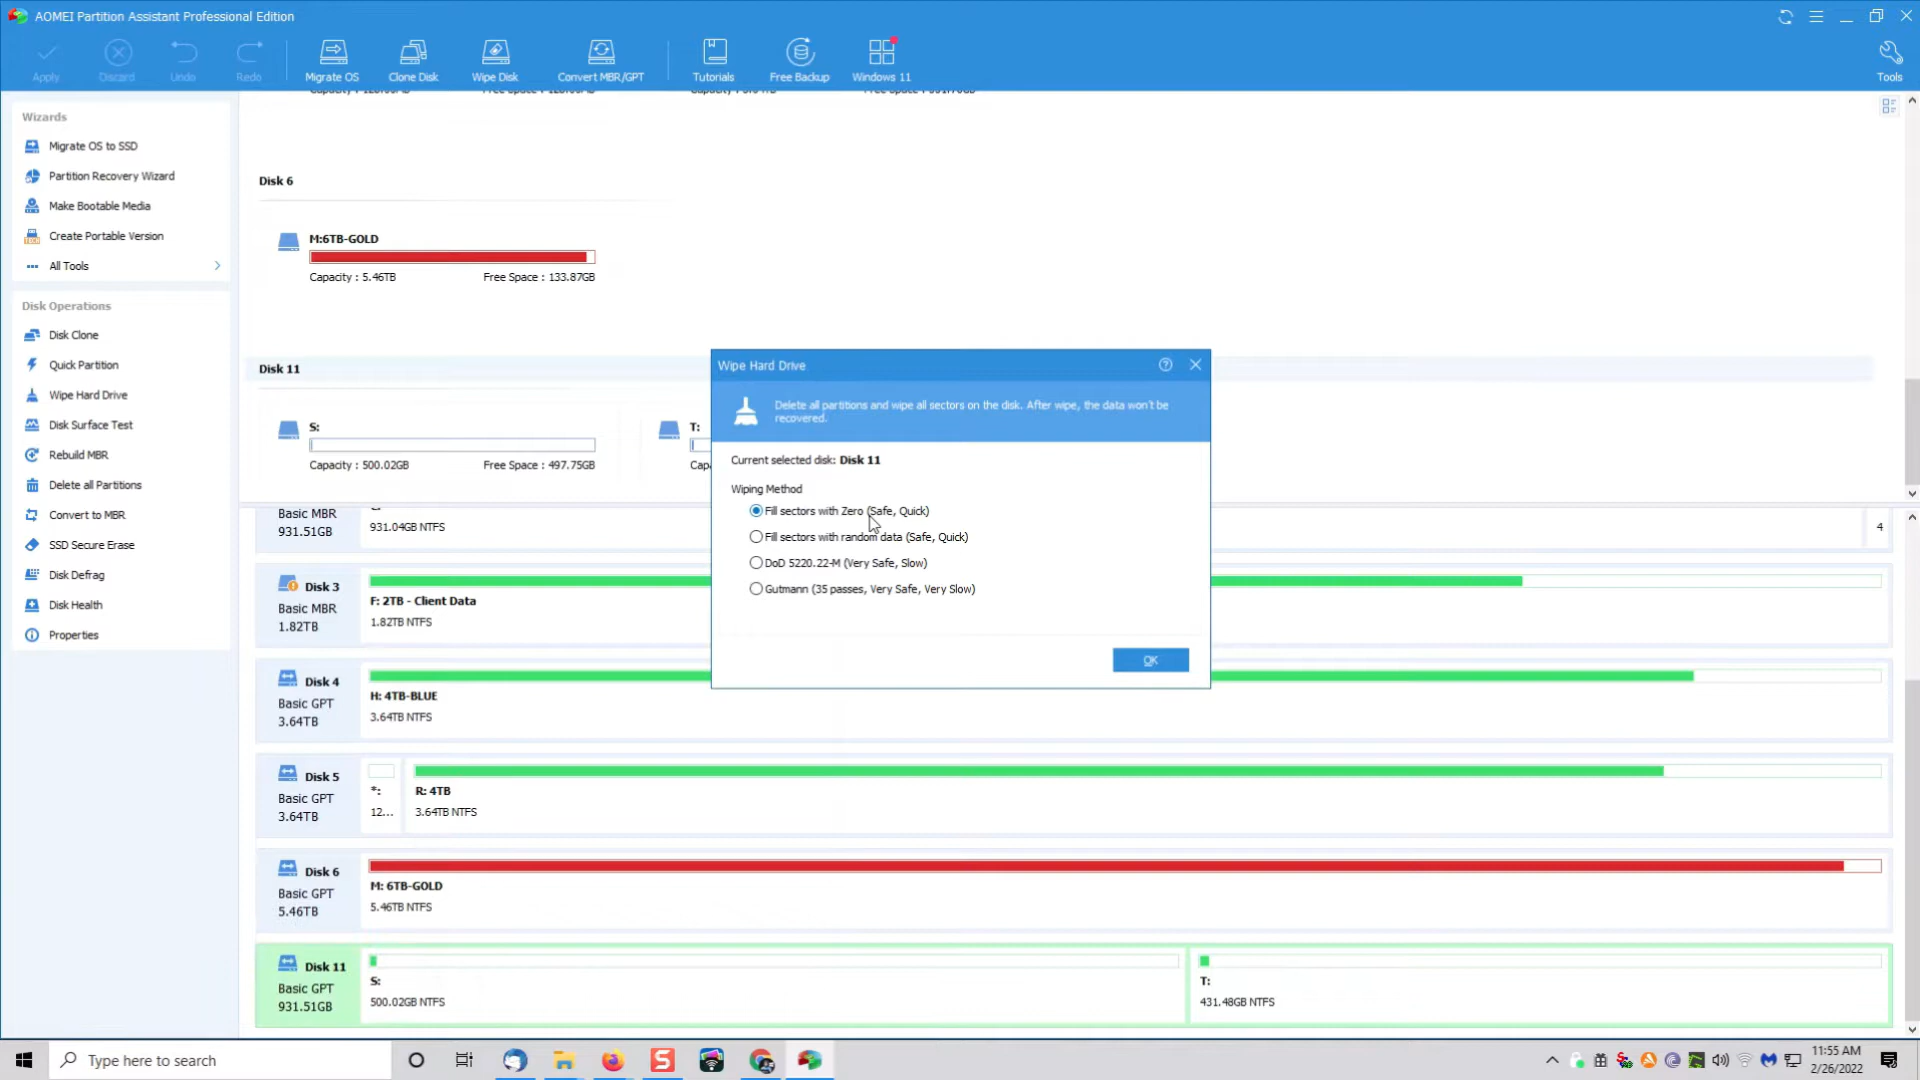 AOMEI Partition Assistant Professional Edition
Apply
Discard
Undo
Redo
Migrate OS
Clone Disk
Wipe Disk
Convert MBR/GPT
Tutorials
Free Backup
Windows 11
Tools
Wizards
Migrate OS to SSD
Partition Recovery Wizard
Make Bootable Media
Create Portable Version
All Tools
Disk Operations
Disk Clone
Quick Partition
Wipe Hard Drive
Disk Surface Test
Rebuild MBR
Delete all Partitions
Convert to MBR
SSD Secure Erase
Disk Defrag
Disk Health
Properties
Disk 6
M:6TB-GOLD
Capacity : 5.46TB
Free Space : 133.87GB
Disk 11
S:
Capacity : 500.02GB
Free Space : 497.75GB
T:
Wipe Hard Drive
Delete all partitions and wipe all sectors on the disk. After wipe, the data won't be
recovered.
Current selected disk: Disk 11
Wiping Method
Fill sectors with Zero (Safe, Quick)
Fill sectors with random data (Safe, Quick)
DoD 5220.22-M (Very Safe, Slow)
Gutmann (35 passes, Very Safe, Very Slow)
OK
Basic MBR
931.51GB
931.04GB NTFS
4
Disk 3
Basic MBR
1.82TB
F: 2TB - Client Data
1.82TB NTFS
Disk 4
Basic GPT
3.64TB
H: 4TB-BLUE
3.64TB NTFS
Disk 5
Basic GPT
3.64TB
*:
12...
R: 4TB
3.64TB NTFS
Disk 6
Basic GPT
5.46TB
M: 6TB-GOLD
5.46TB NTFS
Disk 11
Basic GPT
931.51GB
S:
500.02GB NTFS
T:
431.48GB NTFS
Type here to search
11:55 AM
2/26/2022